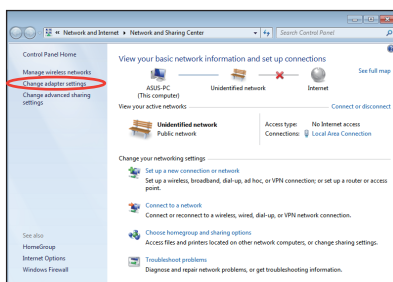 « Network and Internet ▸ Network and Sharing Center
Search Control Panel
Control Panel Home
Manage wireless networks
Change adapter settings
Change advanced sharing
settings
See also
HomeGroup
Internet Options
Windows Firewall
View your basic network information and set up connections
See full map
ASUS-PC
(This computer)
Unidentified network
Internet
View your active networks
Connect or disconnect
Unidentified network
Public network
Access type: No Internet access
Connections: Local Area Connection
Change your networking settings
Set up a new connection or network
Set up a wireless, broadband, dial-up, ad hoc, or VPN connection; or set up a router or access
point.
Connect to a network
Connect or reconnect to a wireless, wired, dial-up, or VPN network connection.
Choose homegroup and sharing options
Access files and printers located on other network computers, or change sharing settings.
Troubleshoot problems
Diagnose and repair network problems, or get troubleshooting information.